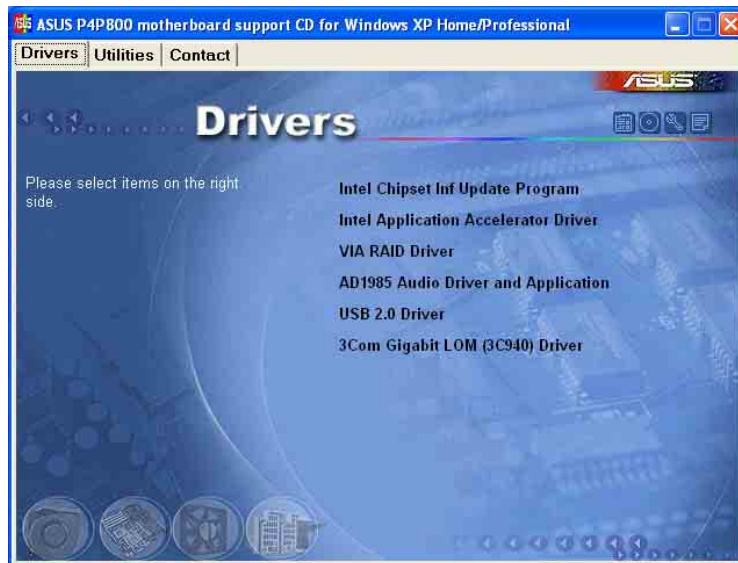 ASUS P4P800 motherboard support CD for Windows XP Home/Professional
Drivers Utilities Contact
ASUS
Drivers
Please select items on the right
side.
Intel Chipset Inf Update Program
Intel Application Accelerator Driver
VIA RAID Driver
AD1985 Audio Driver and Application
USB 2.0 Driver
3Com Gigabit LOM (3C940) Driver